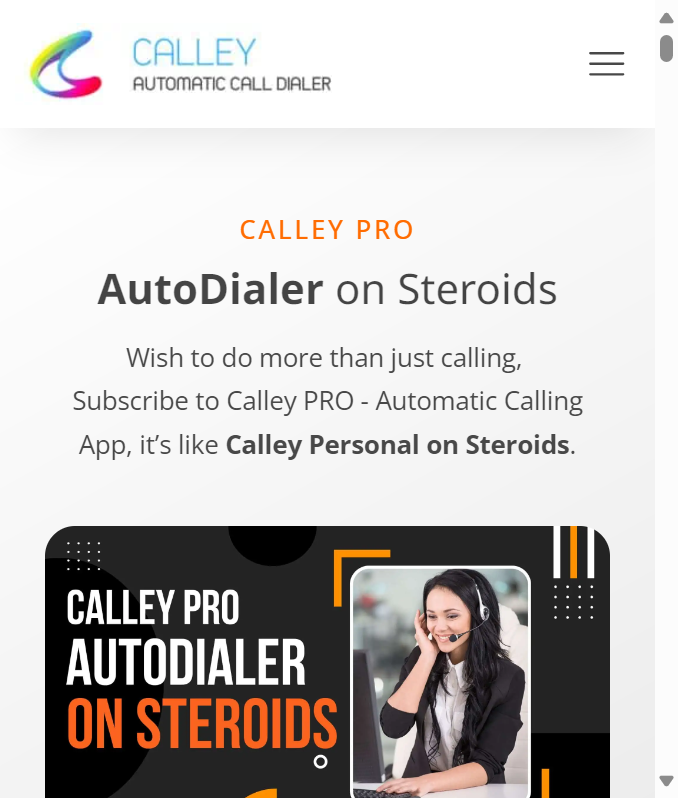 CALLEY
AUTOMATIC CALL DIALER
CALLEY PRO
AutoDialer on Steroids
Wish to do more than just calling,
Subscribe to Calley PRO - Automatic Calling
App, it’s like Calley Personal on Steroids.
CALLEY PRO
AUTODIALER
ON STEROIDS